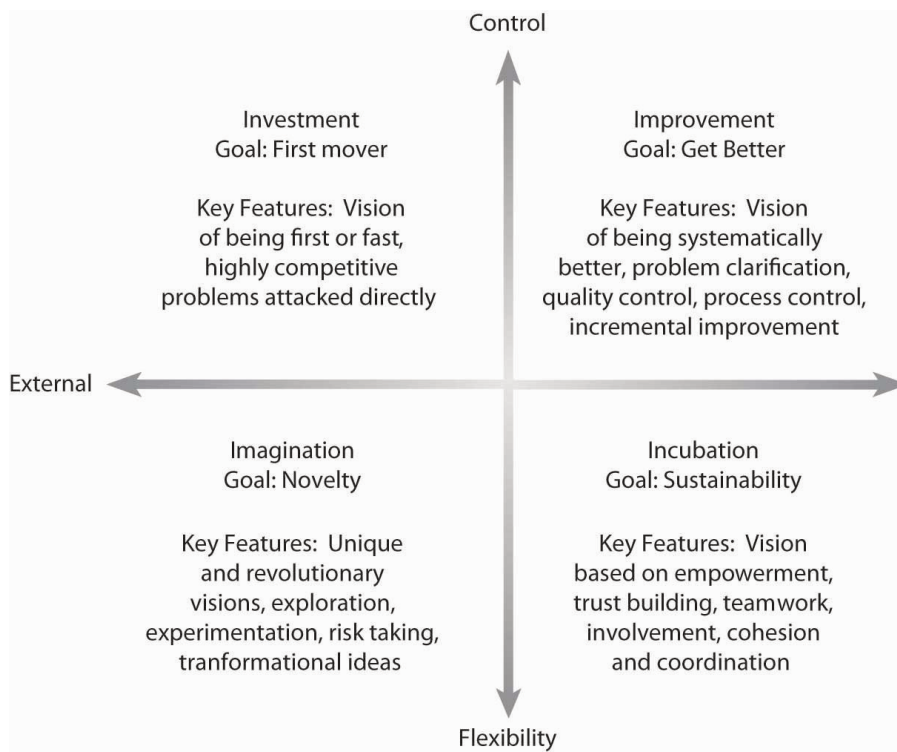 Control
Investment
Goal: First mover
Key Features: Vision
of being first or fast,
highly competitive
problems attacked directly
Improvement
Goal: Get Better
Key Features: Vision
of being systematically
better, problem clarification,
quality control, process control,
incremental improvement
External
Imagination
Goal: Novelty
Key Features: Unique
and revolutionary
visions, exploration,
experimentation, risk taking,
tranformational ideas
Incubation
Goal: Sustainability
Key Features: Vision
based on empowerment,
trust building, teamwork,
involvement, cohesion
and coordination
Flexibility